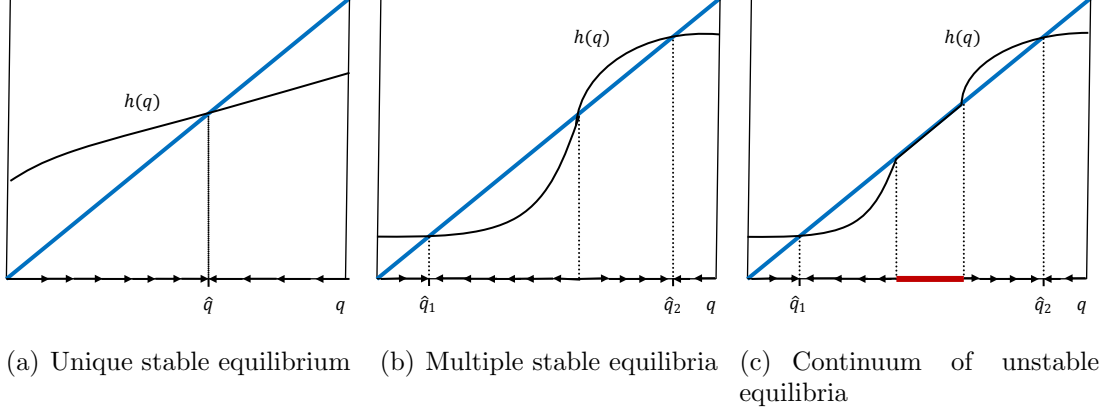 h(q)
q̂
q
(a) Unique stable equilibrium
h(q)
q̂₁
q̂₂
q
(b) Multiple stable equilibria
h(q)
q̂₁
q̂₂
q
(c) Continuum of unstable
equilibria